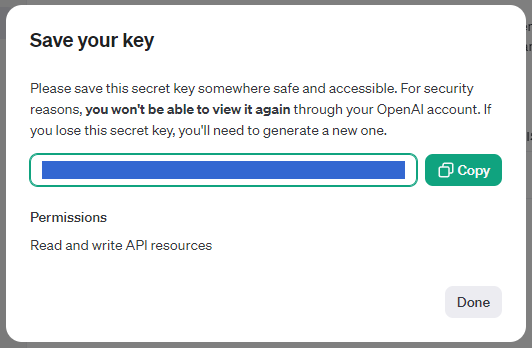 Save your key
Please save this secret key somewhere safe and accessible. For security
reasons, you won't be able to view it again through your OpenAI account. If
you lose this secret key, you'll need to generate a new one.
Copy
Permissions
Read and write API resources
Done